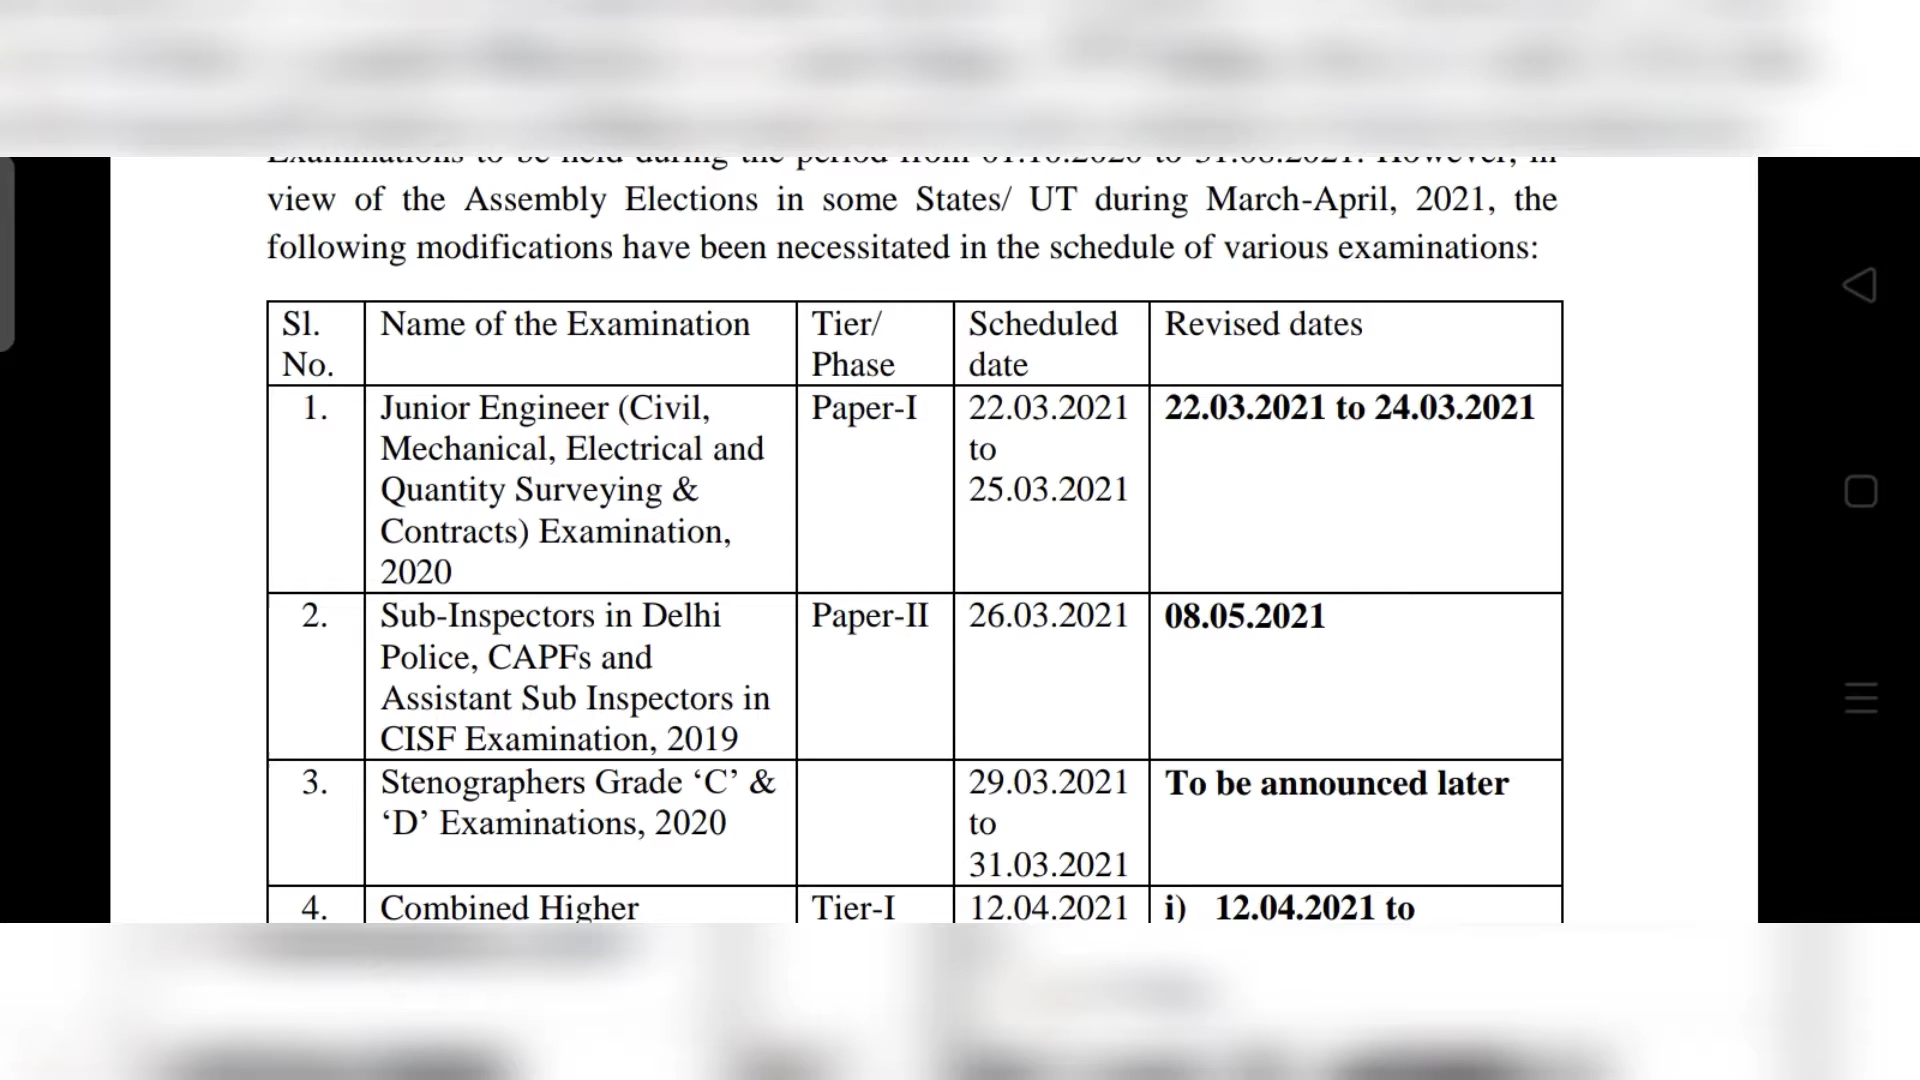 view of the Assembly Elections in some States/ UT during March-April, 2021, the
following modifications have been necessitated in the schedule of various examinations:
Sl. No.
Name of the Examination
Tier/ Phase
Scheduled date
Revised dates
1.
Junior Engineer (Civil,
Mechanical, Electrical and
Quantity Surveying &
Contracts) Examination,
2020
Paper-I
22.03.2021
to
25.03.2021
22.03.2021 to 24.03.2021
2.
Sub-Inspectors in Delhi
Police, CAPFs and
Assistant Sub Inspectors in
CISF Examination, 2019
Paper-II
26.03.2021
08.05.2021
3.
Stenographers Grade ‘C’ &
‘D’ Examinations, 2020
29.03.2021
to
31.03.2021
To be announced later
4.
Combined Higher
Tier-I
12.04.2021
i) 12.04.2021 to